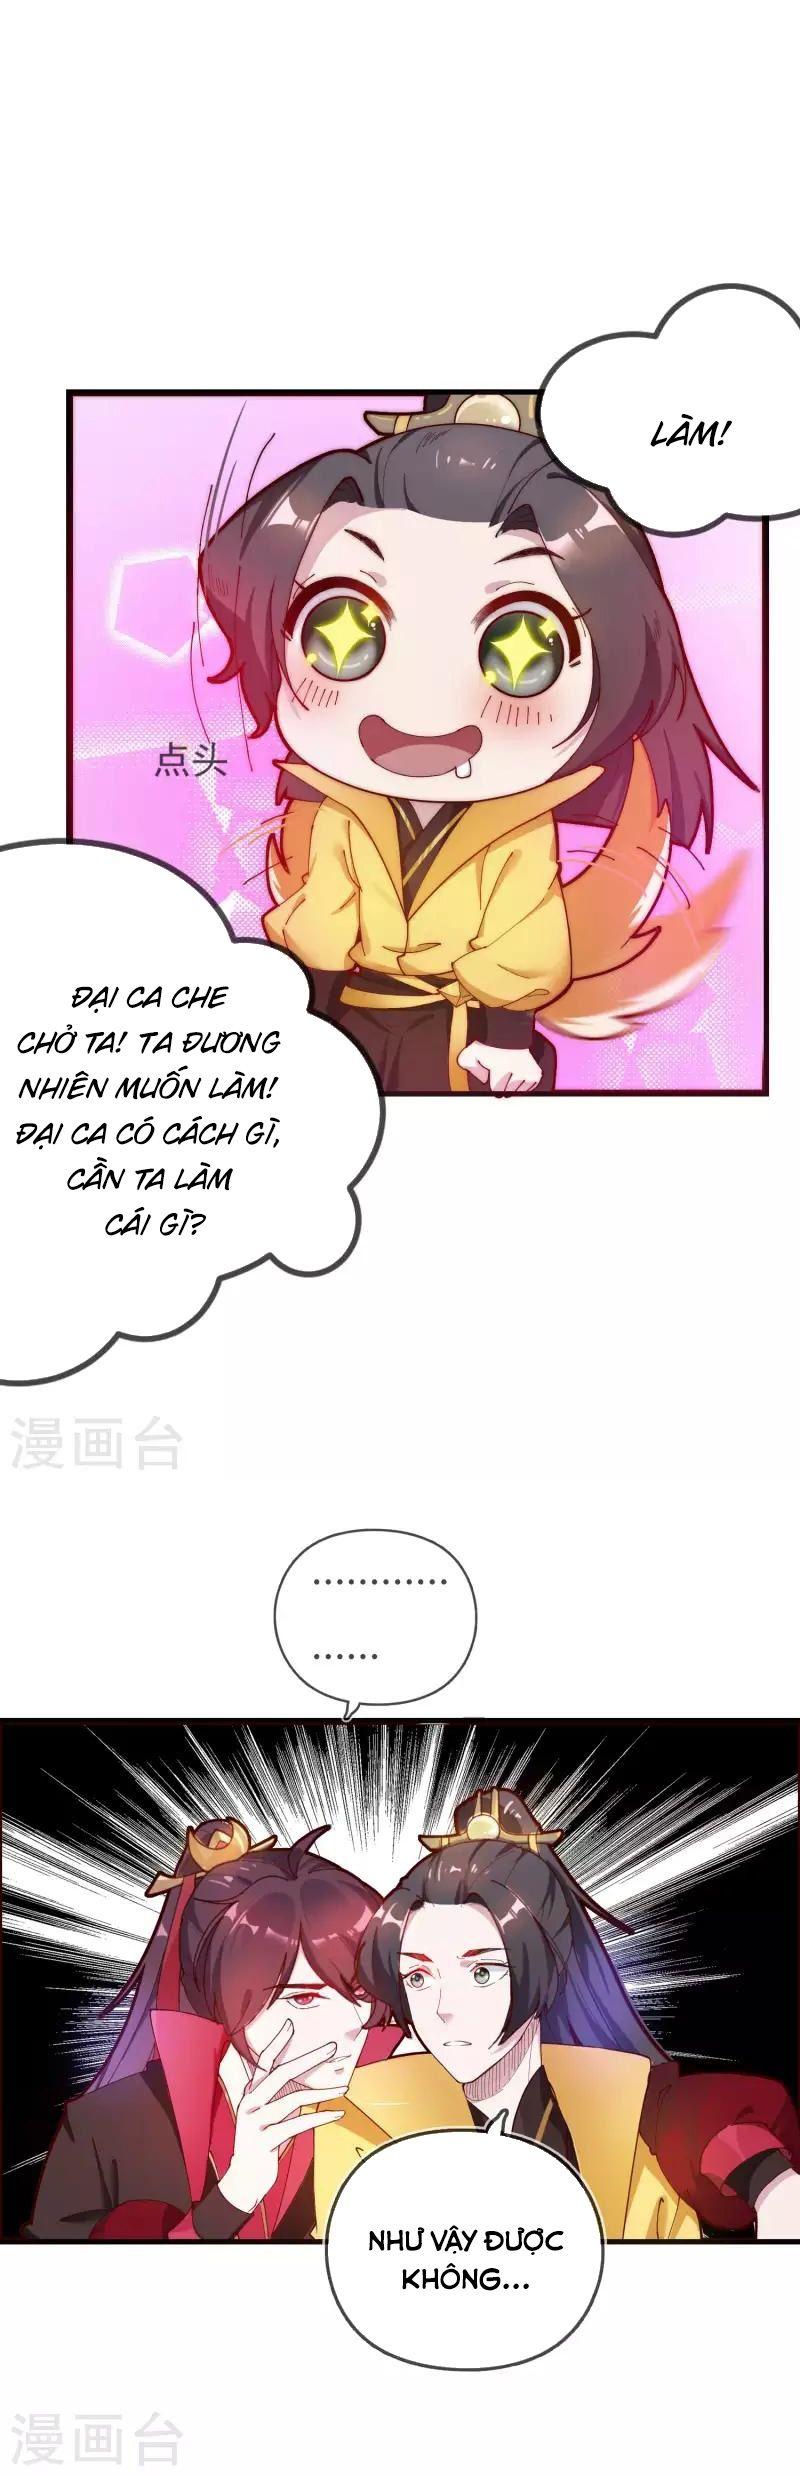 LÀM!
点头
ĐẠI CA CHE
CHỞ TA! TA ĐƯƠNG
NHIÊN MUỐN LÀM!
ĐẠI CA CÓ CÁCH GÌ,
CẦN TA LÀM
CÁI GÌ?
漫画台
............
......
NHƯ VẬY ĐƯỢC
KHÔNG...
漫画台